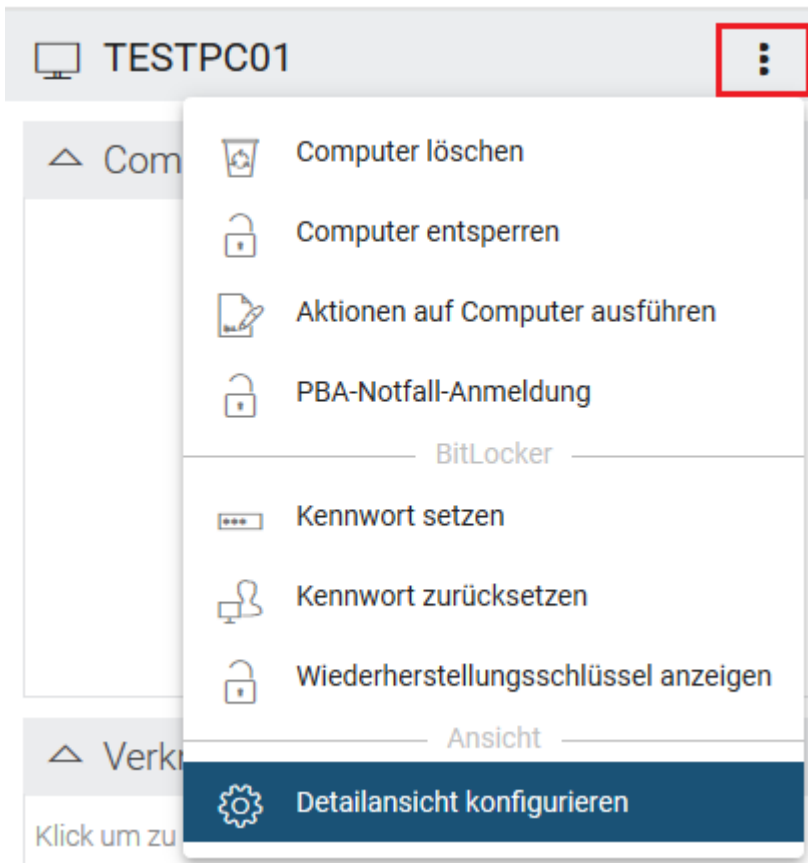 TESTPC01
Com
Computer löschen
Computer entsperren
Aktionen auf Computer ausführen
PBA-Notfall-Anmeldung
BitLocker
Kennwort setzen
Kennwort zurücksetzen
Wiederherstellungsschlüssel anzeigen
Ansicht
Verkn
Detailansicht konfigurieren
Klick um zu